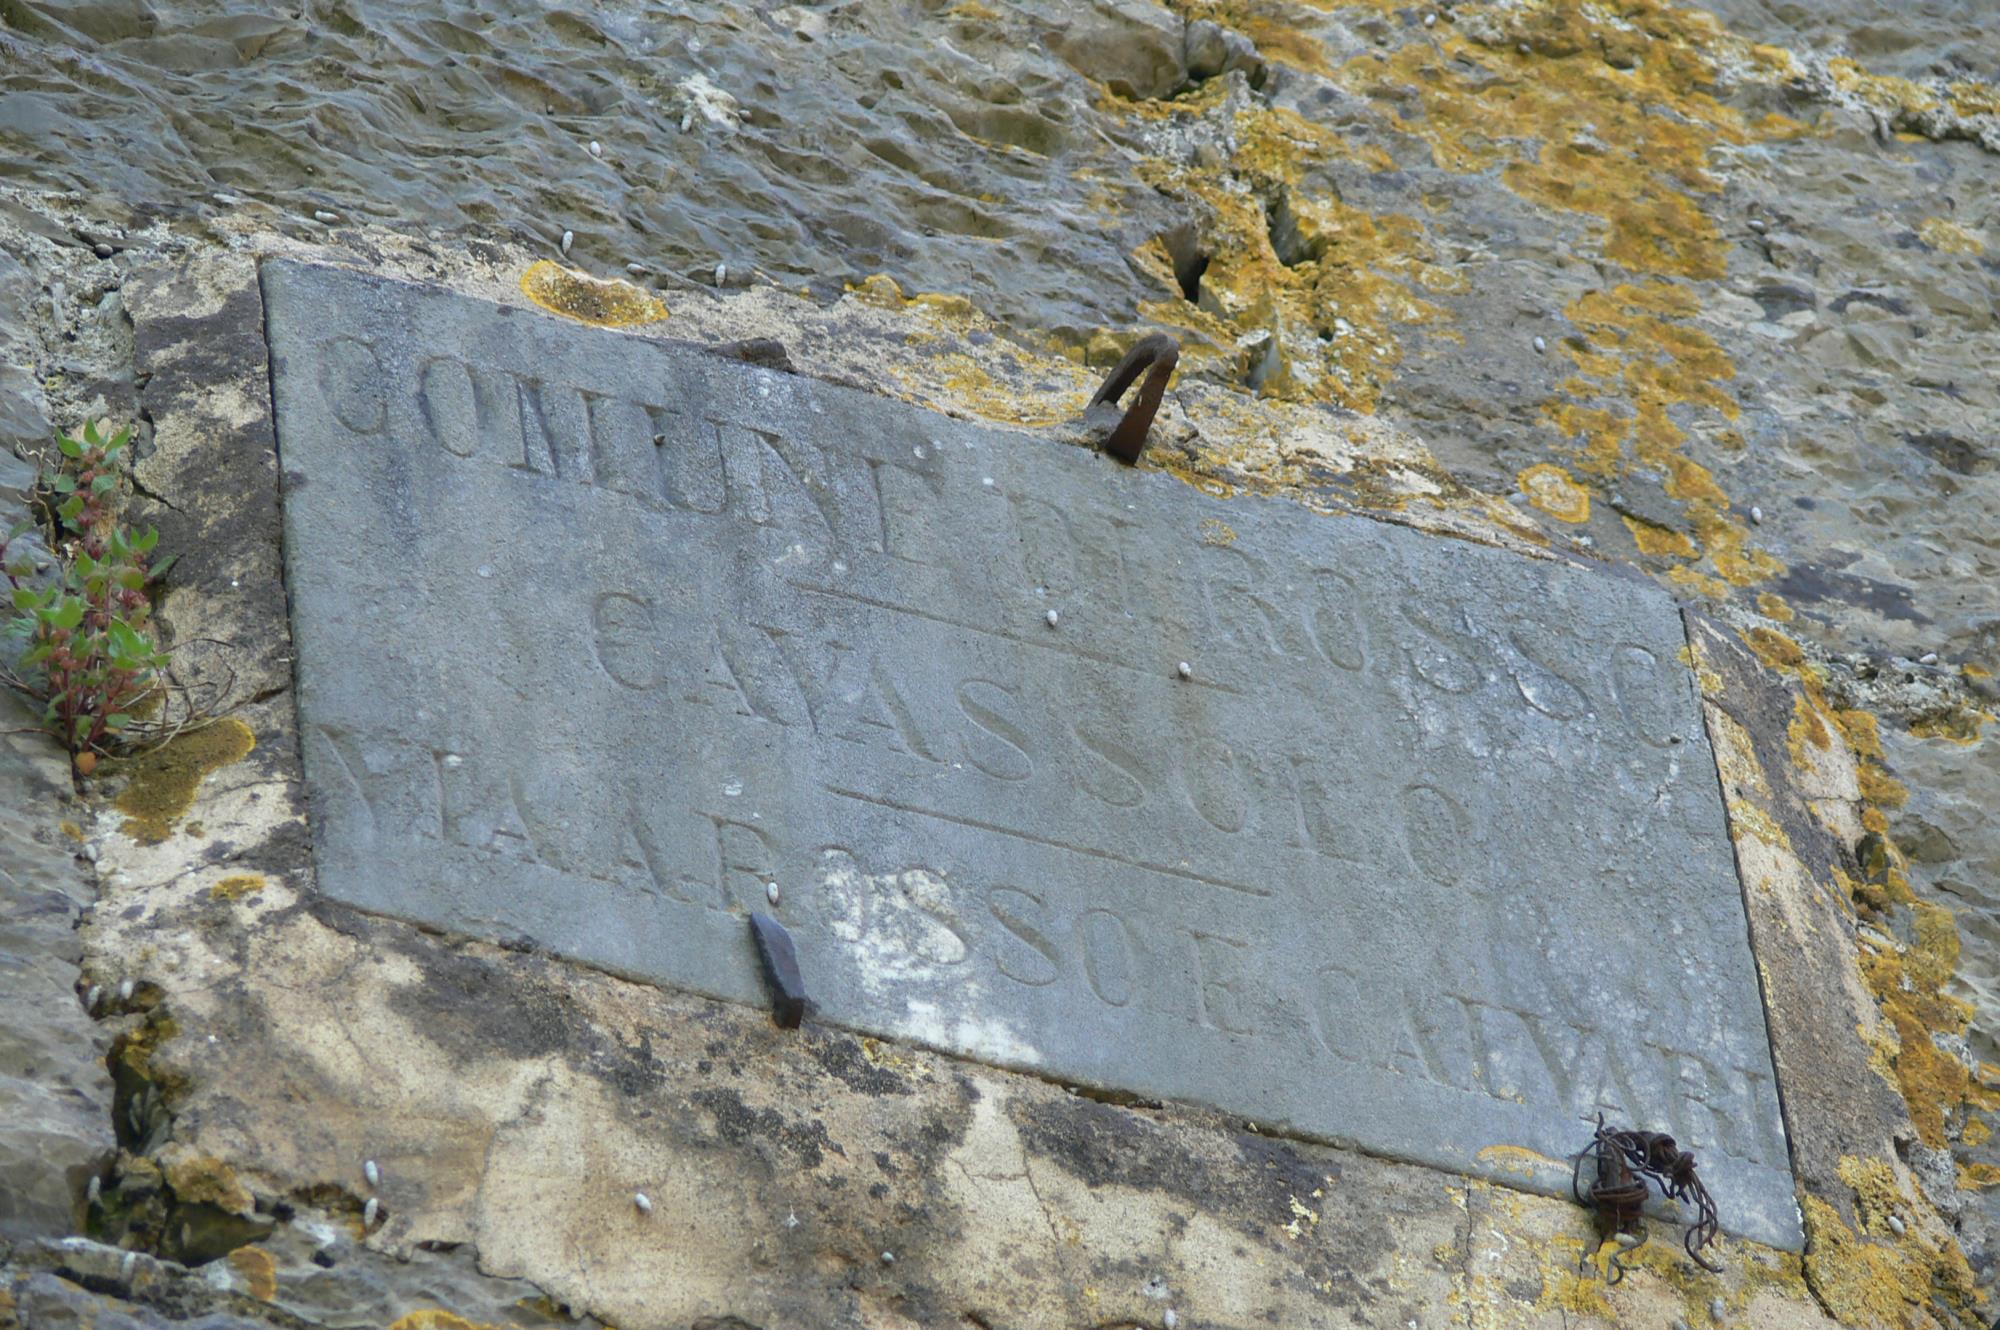 COMUNE DI ROSSO
CAVASSOLO
VIA A. ROSSO E CALVARI